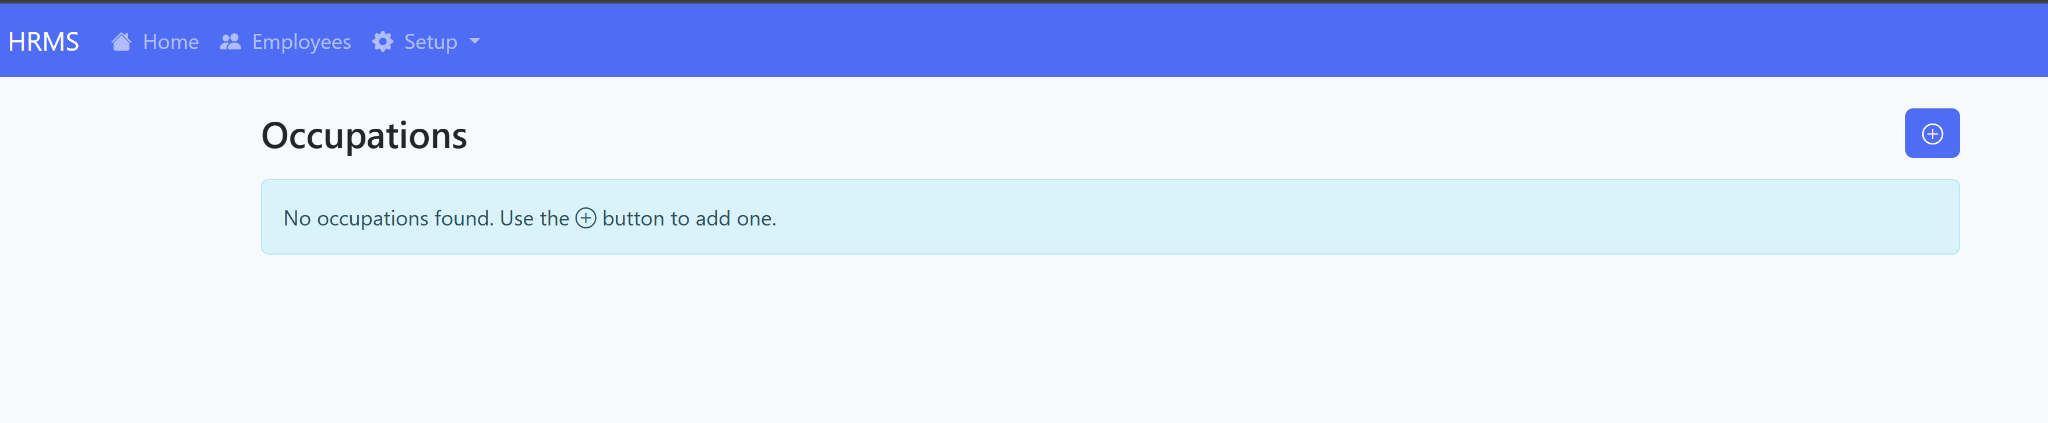 HRMS Home Employees Setup
Occupations
No occupations found. Use the button to add one.